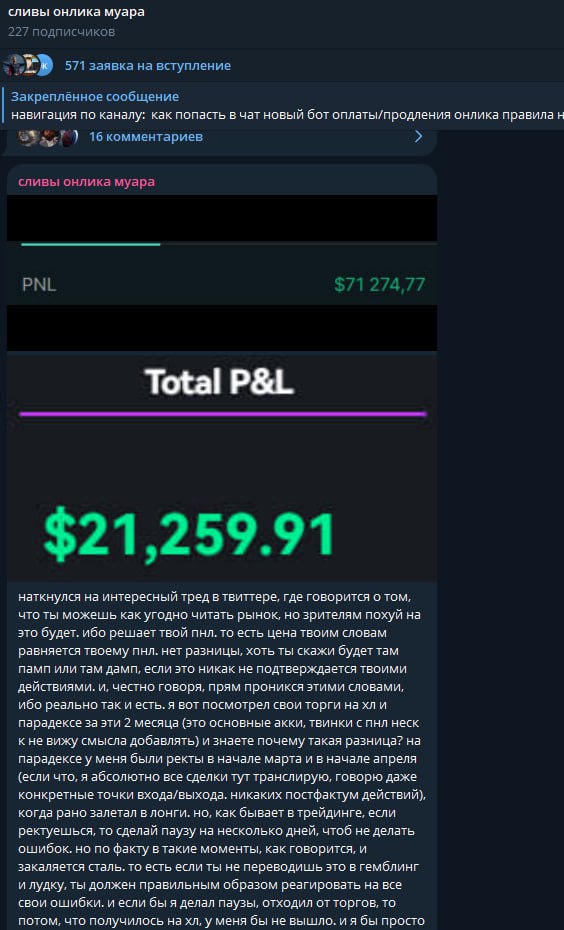 сливы онлика муара
227 подписчиков
571 заявка на вступление
Закреплённое сообщение
навигация по каналу: как попасть в чат новый бот оплаты/продления онлика правила н
16 комментариев
сливы онлика муара
PNL $71 274,77
Total P&L
$21,259.91
наткнулся на интересный тред в твиттере, где говорится о том,
что ты можешь как угодно читать рынок, но зрителям похуй на
это будет. ибо решает твой пнл. то есть цена твоим словам
равняется твоему пнл. нет разницы, хоть ты скажи будет там
памп или там дамп, если это никак не подтверждается твоими
действиями. и, честно говоря, прям проникся этими словами,
ибо реально так и есть. я вот посмотрел свои торги на хл и
парадексе за эти 2 месяца (это основные акки, твинки с пнл неск
к не вижу смысла добавлять) и знаете почему такая разница? на
парадексе у меня были ректы в начале марта и в начале апреля
(если что, я абсолютно все сделки тут транслирую, говорю даже
конкретные точки входа/выхода. никаких постфактум действий),
когда рано залетал в лонги. но, как бывает в трейдинге, если
ректуешься, то сделай паузу на несколько дней, чтоб не делать
ошибок. но по факту в такие моменты, как говорится, и
закаляется сталь. то есть если ты не переводишь это в гемблинг
и лудку, ты должен правильным образом реагировать на все
свои ошибки. и если бы я делал паузы, отходил от торгов, то
потом, что получилось на хл, у меня бы не вышло. и я бы просто